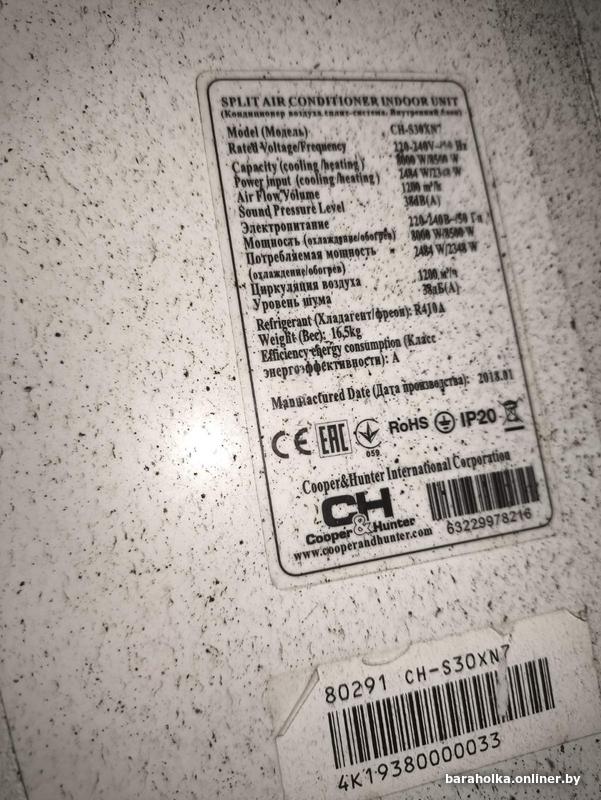 SPLIT AIR CONDITIONER INDOOR UNIT
(Кондиционер воздуха сплит-система. Внутренний блок)
Model (Модель) CH-S30XN7
Rated Voltage/Frequency 220-240V~/50 Hz
Capacity (cooling/heating) 8000 W/8500 W
Power input (cooling/heating) 2484 W/2348 W
Air Flow Volume 1200 m³/h
Sound Pressure Level 38dB(A)
Электропитание 220-240В~/50 Гц
Мощность (охлаждение/обогрев) 8000 W/8500 W
Потребляемая мощность 2484 W/2348 W
(охлаждение/обогрев)
Циркуляция воздуха 1200 м³/ч
Уровень шума 38дБ(А)
Refrigerant (Хладагент/фреон): R410A
Weight (Вес): 16,5kg
Efficiency energy consumption (Класс
энергоэффективности): A
Manufactured Date (Дата производства): 2018.01
CE EAC 059 RoHS IP20
Cooper&Hunter International Corporation
CH
Cooper&Hunter
www.cooperandhunter.com
63229978216
80291 CH-S30XN7
4K19380000033
baraholka.onliner.by